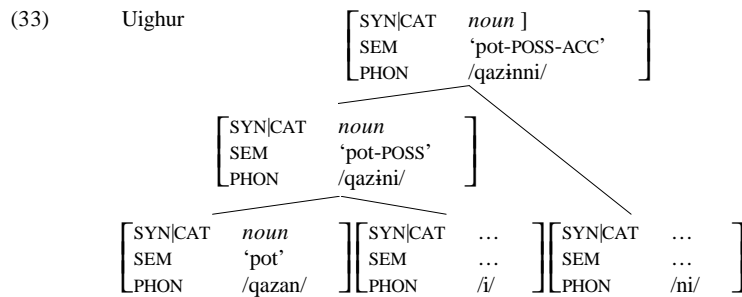 (33) Uighur
SYN|CAT noun ]
SEM ‘pot-POSS-ACC’
PHON /qazɨnni/
SYN|CAT noun
SEM ‘pot-POSS’
PHON /qazɨni/
SYN|CAT noun SYN|CAT … SYN|CAT …
SEM ‘pot’ SEM … SEM …
PHON /qazan/ PHON /i/ PHON /ni/